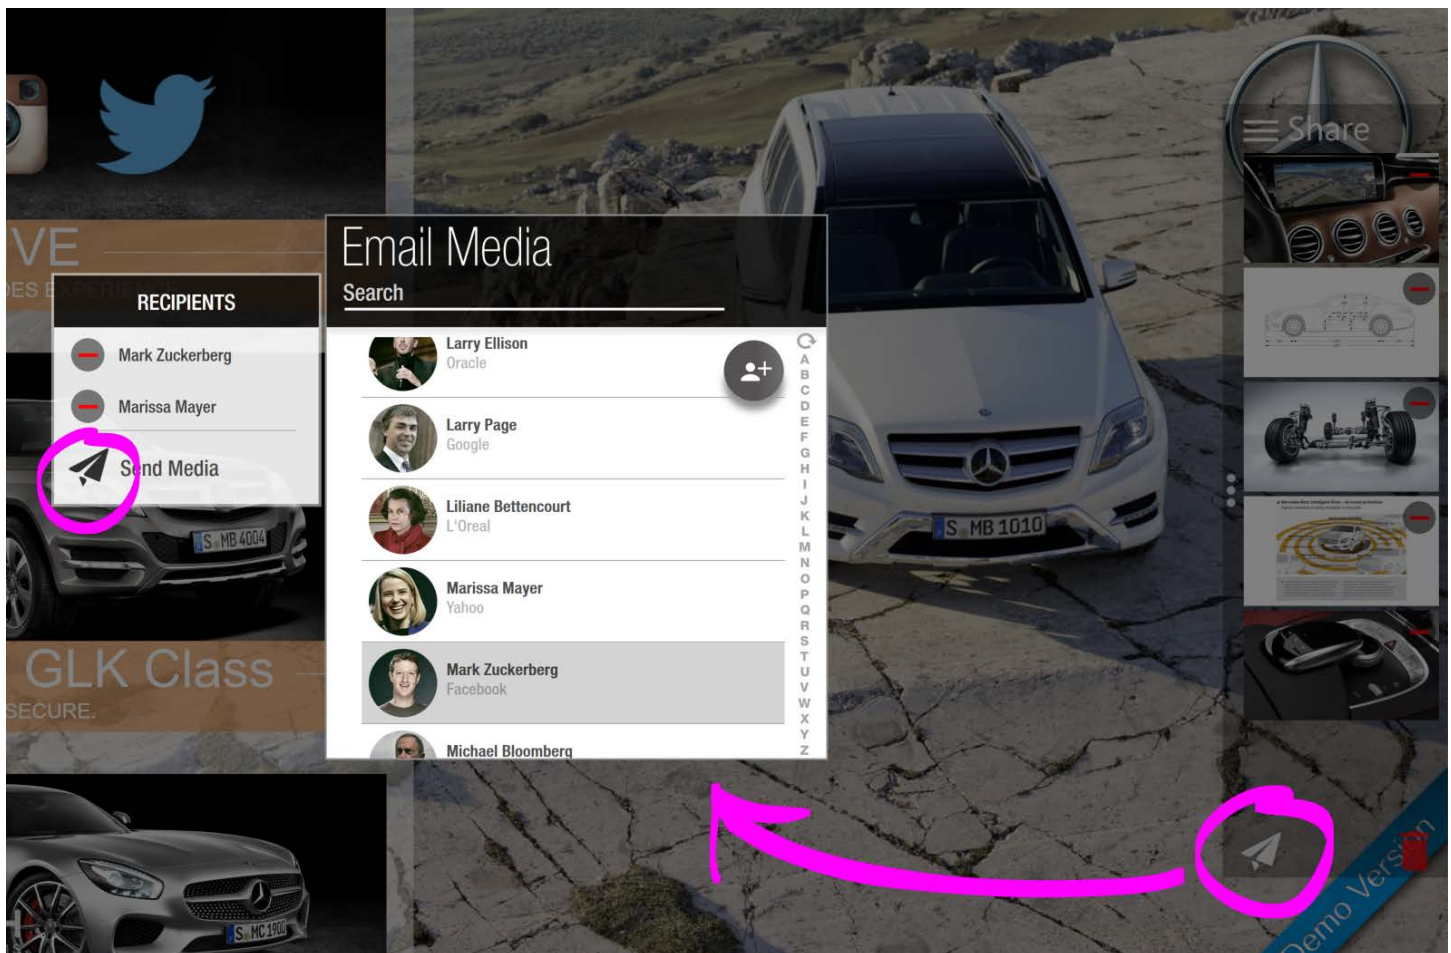 Share
VE
Email Media
Search
RECIPIENTS
Mark Zuckerberg
Marissa Mayer
Send Media
Larry Ellison
Oracle
Larry Page
Google
Liliane Bettencourt
L'Oreal
Marissa Mayer
Yahoo
Mark Zuckerberg
Facebook
Michael Bloomberg
A
B
C
D
E
F
G
H
I
J
K
L
M
N
O
P
Q
R
S
T
U
V
W
X
Y
Z
S MB 4004
S MB 1010
GLK Class
SECURE.
S MC 1900
Demo Version